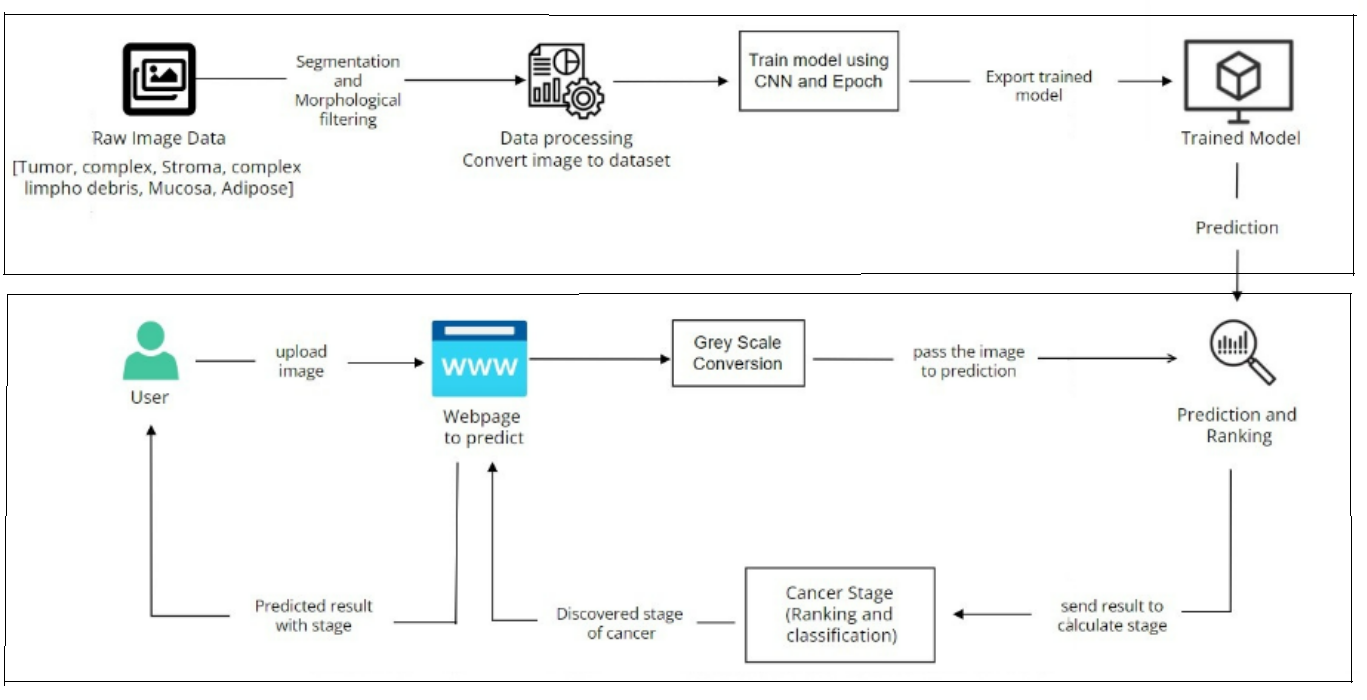 Segmentation
and
Morphological
filtering
Raw Image Data
[Tumor, complex, Stroma, complex
limpho debris, Mucosa, Adipose]
Data processing
Convert image to dataset
Train model using
CNN and Epoch
Export trained
model
Trained Model
Prediction
User
upload
image
WWW
Webpage
to predict
Grey Scale
Conversion
pass the image
to prediction
Prediction and
Ranking
Predicted result
with stage
Discovered stage
of cancer
Cancer Stage
(Ranking and
classification)
send result to
calculate stage